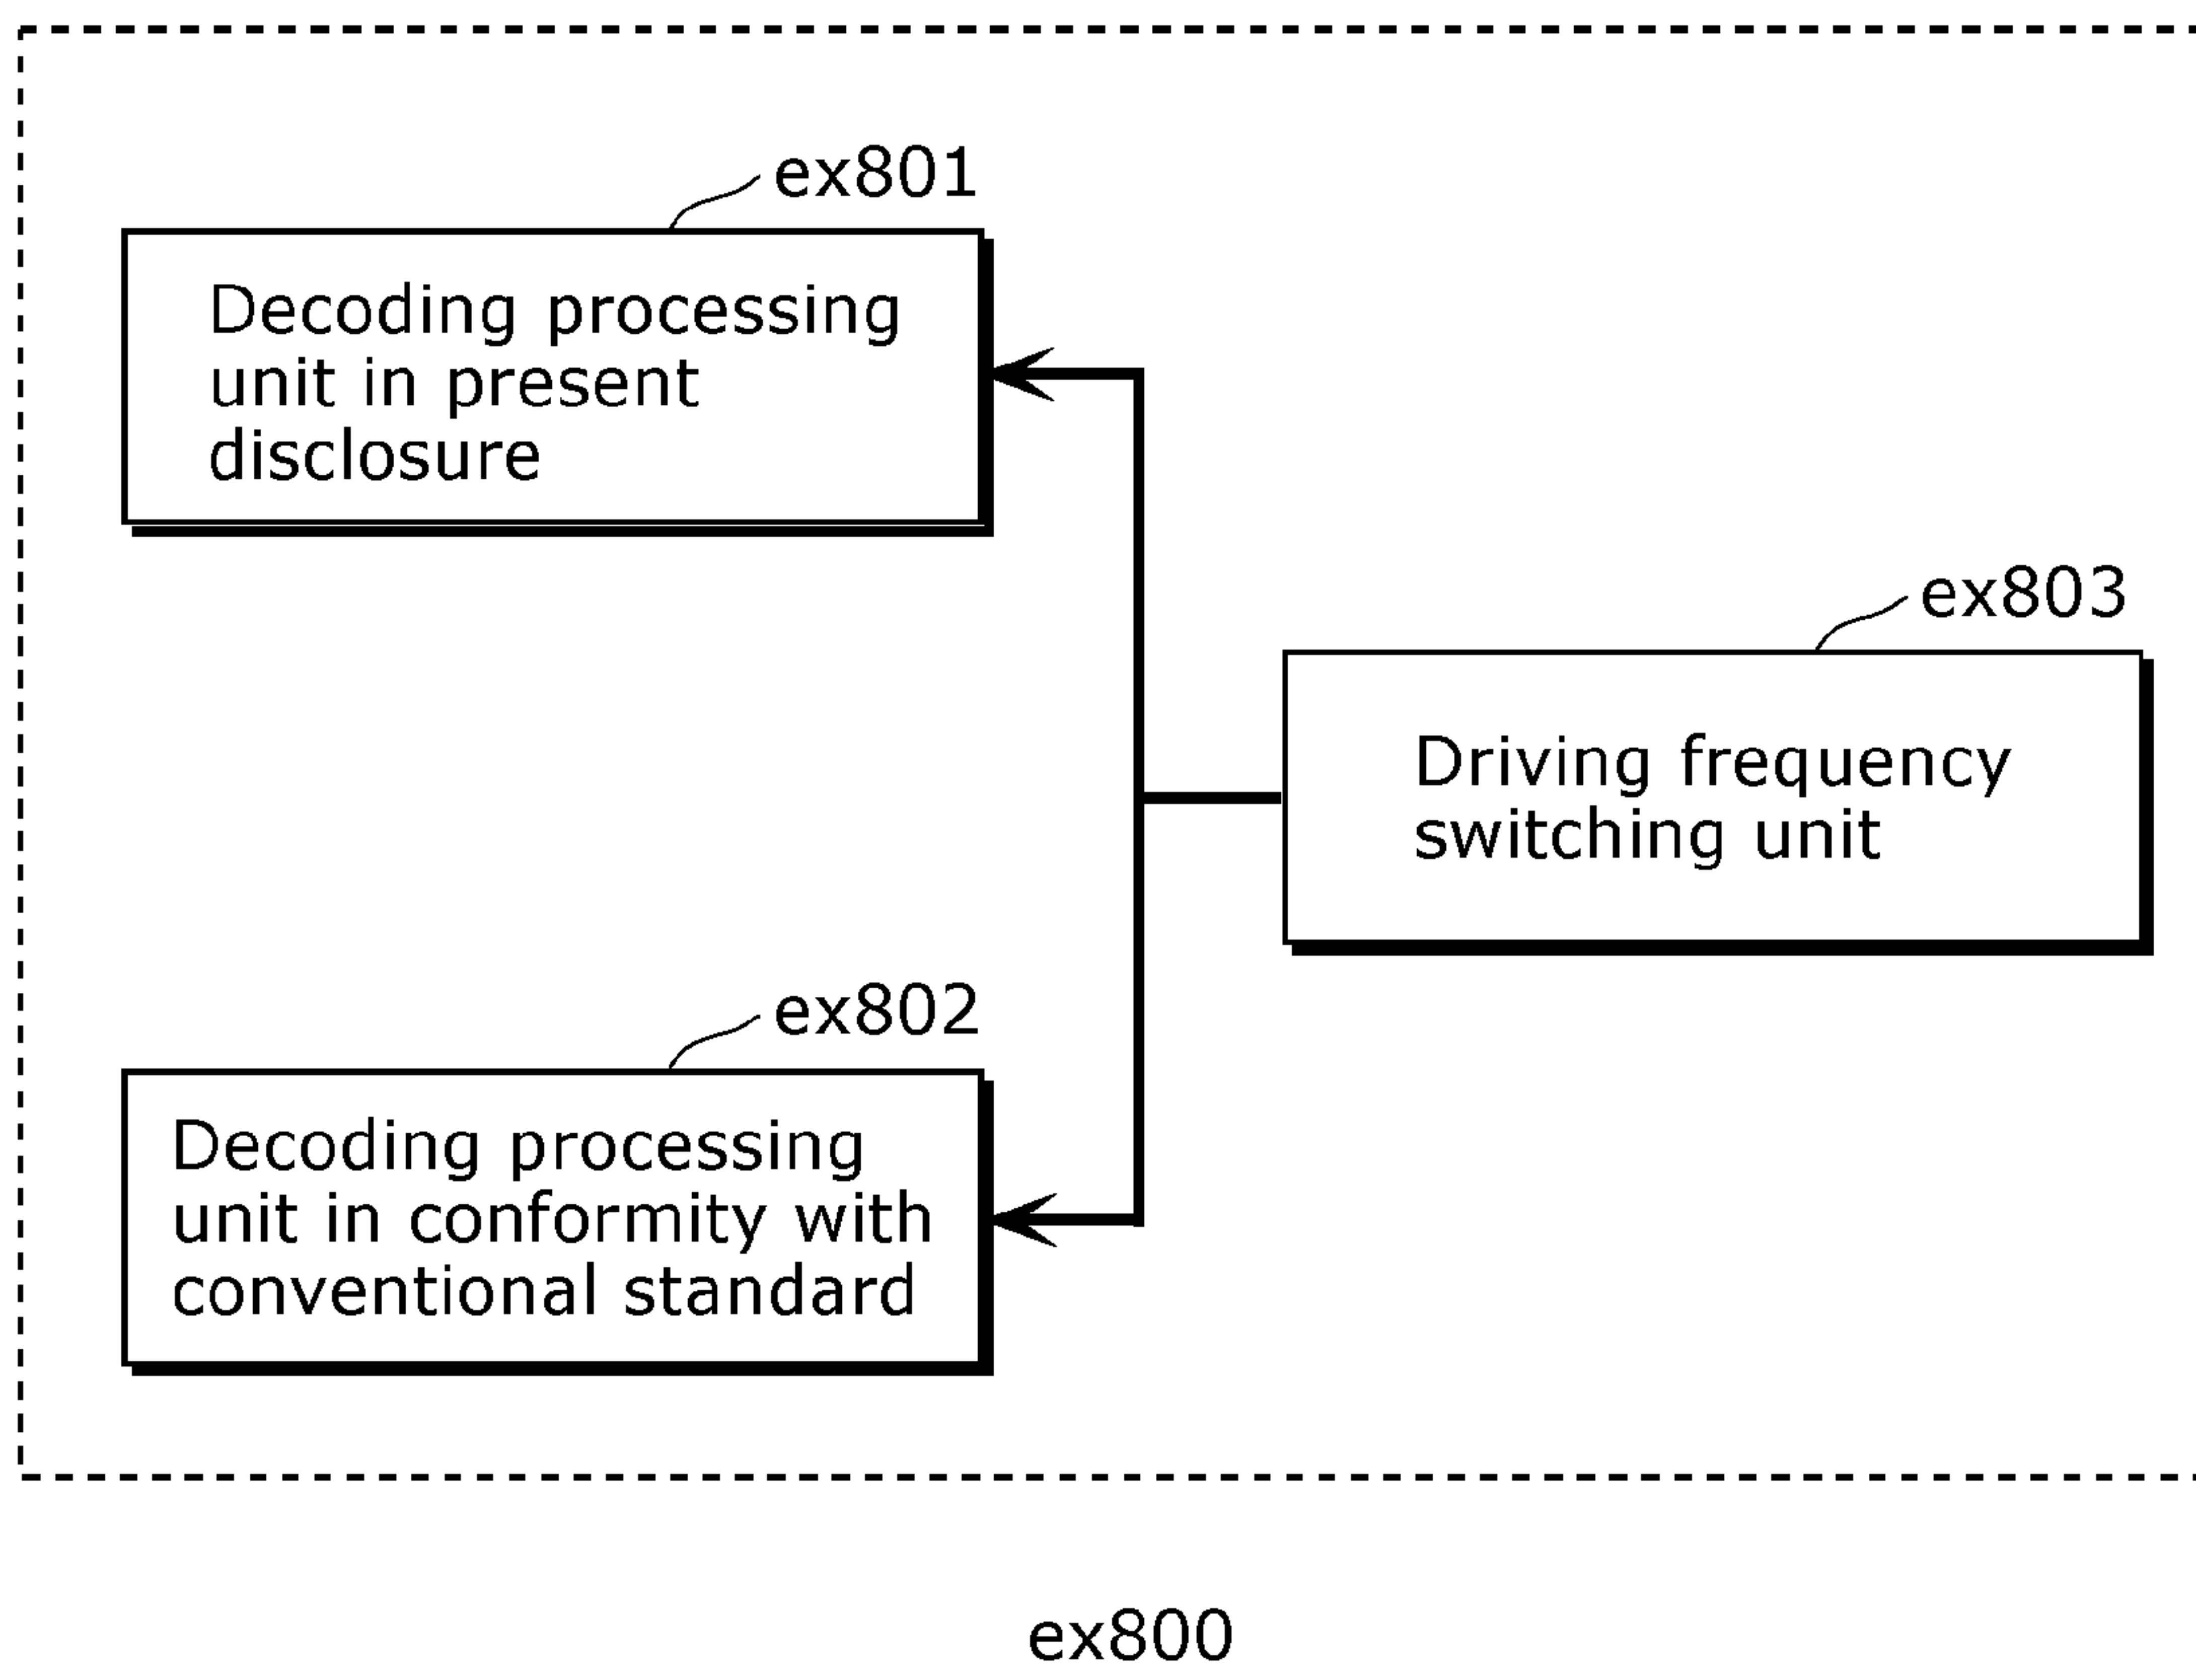 ex801
Decoding processing
unit in present
disclosure
ex803
Driving frequency
switching unit
ex802
Decoding processing
unit in conformity with
conventional standard
ex800